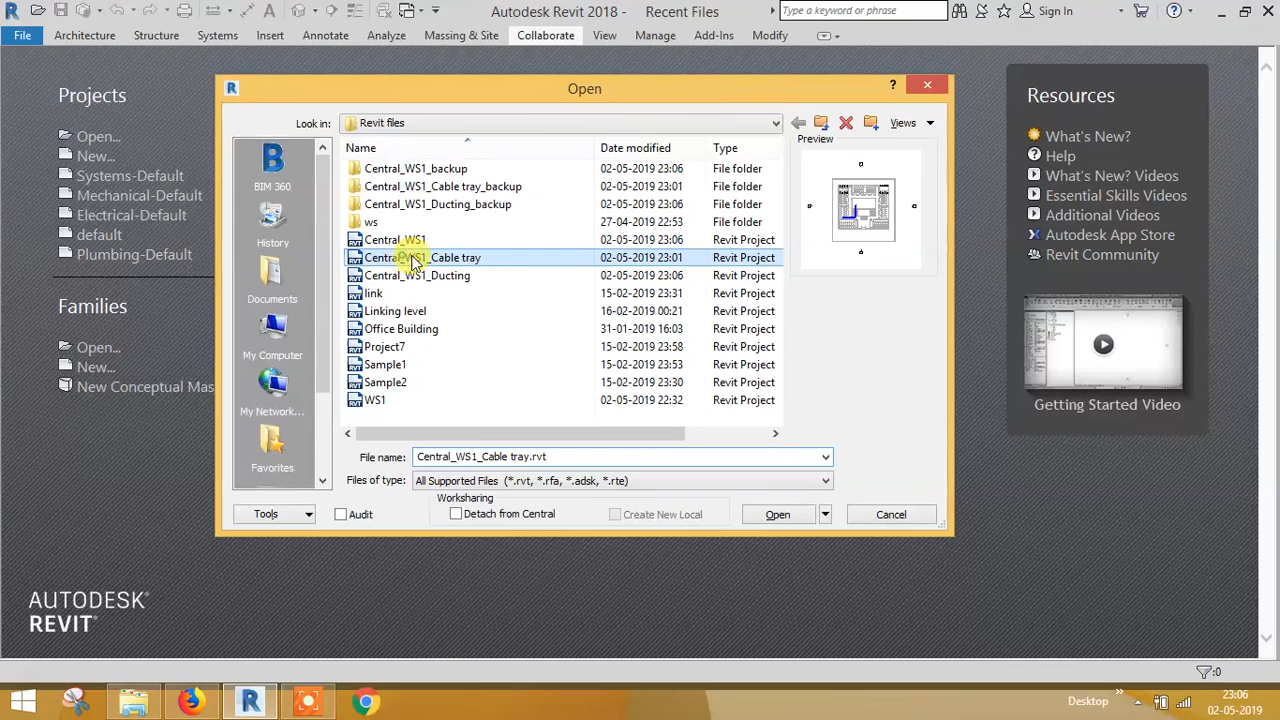 Autodesk Revit 2018 - Recent Files
Type a keyword or phrase
Sign In
File Architecture Structure Systems Insert Annotate Analyze Massing & Site Collaborate View Manage Add-Ins Modify
Projects
Open...
New...
Systems-Default
Mechanical-Default
Electrical-Default
default
Plumbing-Default
Families
Open...
New...
New Conceptual Mas
AUTODESK®
REVIT®
Open
Look in: Revit files
Views
BIM 360
History
Documents
My Computer
My Network...
Favorites
Name Date modified Type
Central_WS1_backup 02-05-2019 23:06 File folder
Central_WS1_Cable tray_backup 02-05-2019 23:01 File folder
Central_WS1_Ducting_backup 02-05-2019 23:06 File folder
ws 27-04-2019 22:53 File folder
Central_WS1 02-05-2019 23:06 Revit Project
Central_WS1_Cable tray 02-05-2019 23:01 Revit Project
Central_WS1_Ducting 02-05-2019 23:06 Revit Project
link 15-02-2019 23:31 Revit Project
Linking level 16-02-2019 00:21 Revit Project
Office Building 31-01-2019 16:03 Revit Project
Project7 15-02-2019 23:58 Revit Project
Sample1 15-02-2019 23:53 Revit Project
Sample2 15-02-2019 23:30 Revit Project
WS1 02-05-2019 22:32 Revit Project
Preview
File name: Central_WS1_Cable tray.rvt
Files of type: All Supported Files (*.rvt, *.rfa, *.adsk, *.rte)
Worksharing
Tools
Audit
Detach from Central
Create New Local
Open
Cancel
Resources
What's New?
Help
What's New? Videos
Essential Skills Videos
Additional Videos
Autodesk App Store
Revit Community
Getting Started Video
:0
Desktop
23:06
02-05-2019